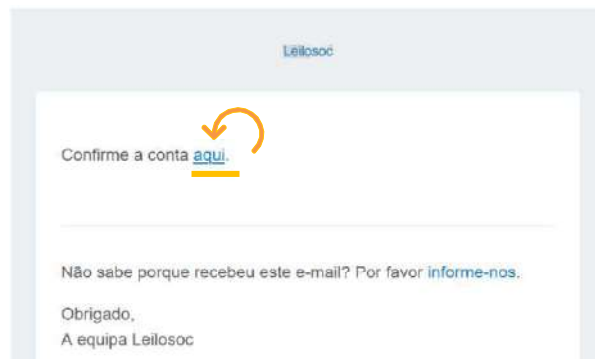 Leilosoc
Confirme a conta aqui.
Não sabe porque recebeu este e-mail? Por favor informe-nos.
Obrigado,
A equipa Leilosoc